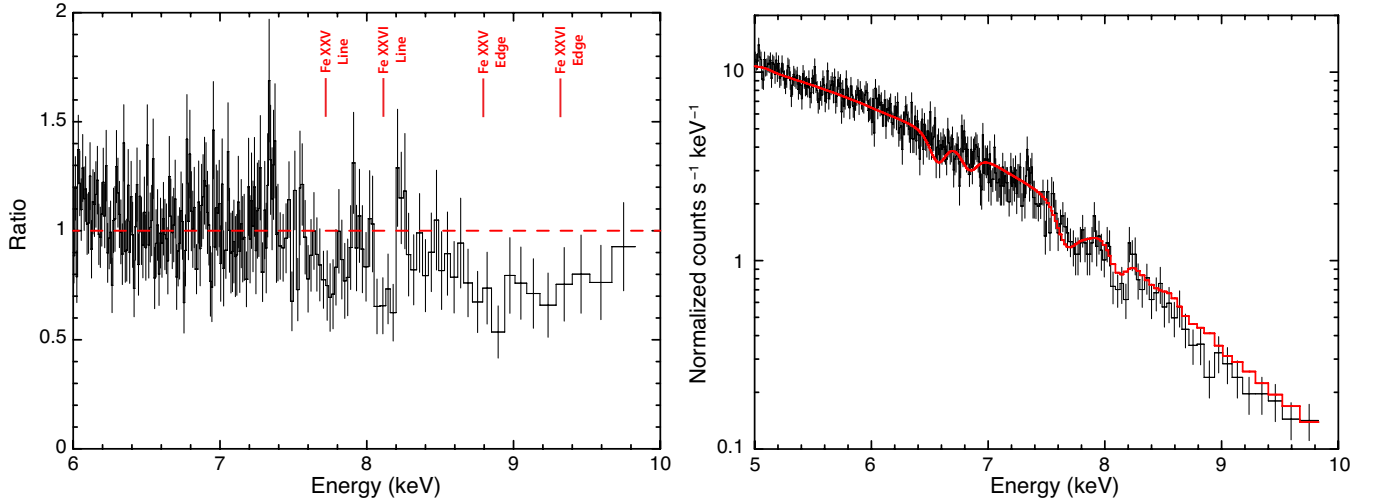 2
1.5
1
0.5
0
Ratio
Fe XXV
Line
Fe XXVI
Line
Fe XXV
Edge
Fe XXVI
Edge
6
7
8
9
10
Energy (keV)
10
1
0.1
Normalized counts s⁻¹ keV⁻¹
5
6
7
8
9
10
Energy (keV)